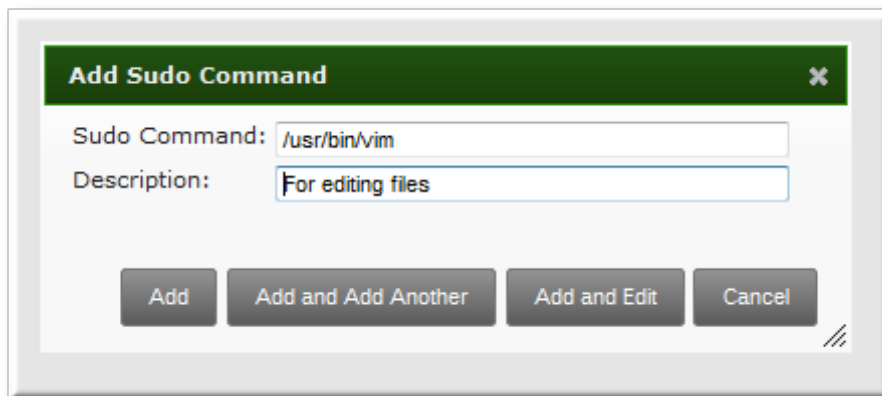 Add Sudo Command
Sudo Command: /usr/bin/vim
Description: For editing files
Add Add and Add Another Add and Edit Cancel